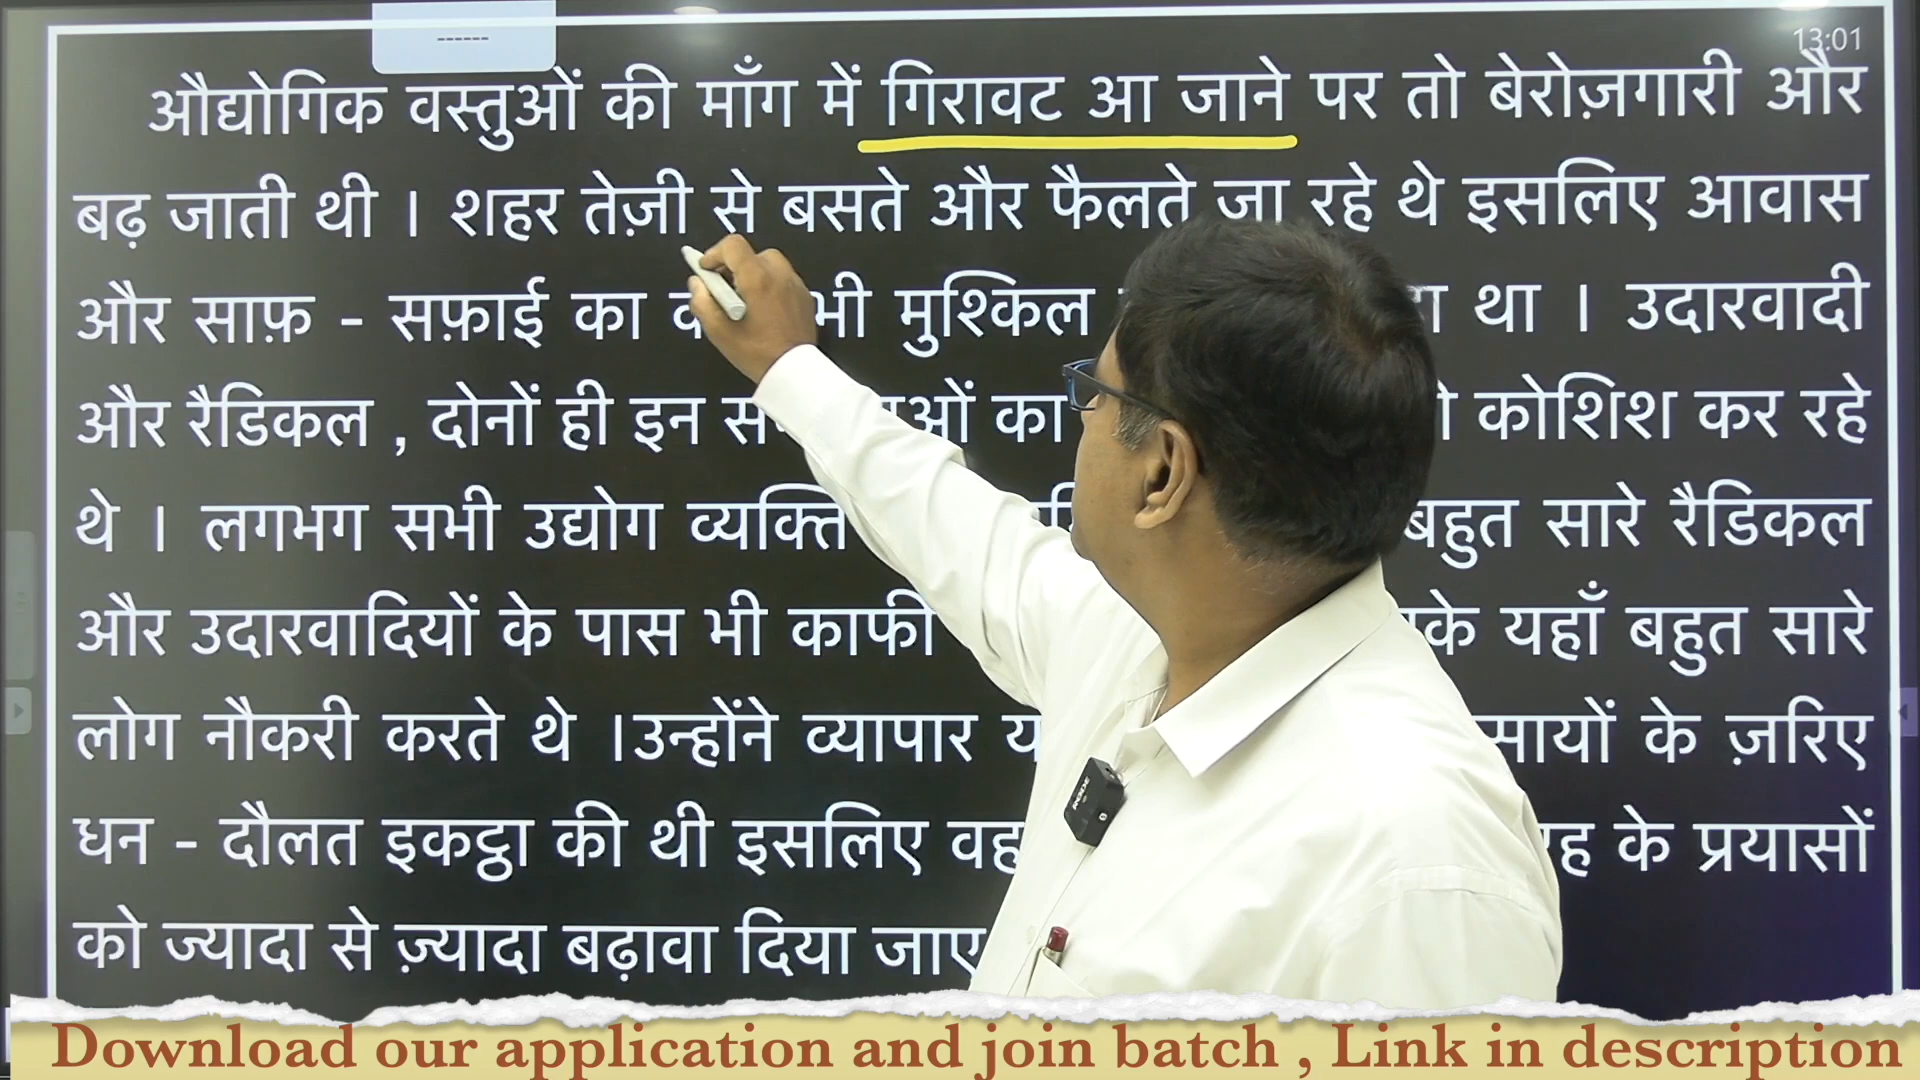 ------
13:01
औद्योगिक वस्तुओं की माँग में गिरावट आ जाने पर तो बेरोज़गारी और
बढ़ जाती थी । शहर तेज़ी से बसते और फैलते जा रहे थे इसलिए आवास
और साफ़ - सफ़ाई का भी मुश्किल था । उदारवादी
और रैडिकल , दोनों ही इन का कोशिश कर रहे
थे । लगभग सभी उद्योग बहुत सारे रैडिकल
और उदारवादियों के पास भी काफी यहाँ बहुत सारे
लोग नौकरी करते थे ।उन्होंने व्यापार के ज़रिए
धन - दौलत इकट्ठा की थी इसलिए के प्रयासों
को ज्यादा से ज़्यादा बढ़ावा दिया जाए
RODE
Download our application and join batch , Link in description